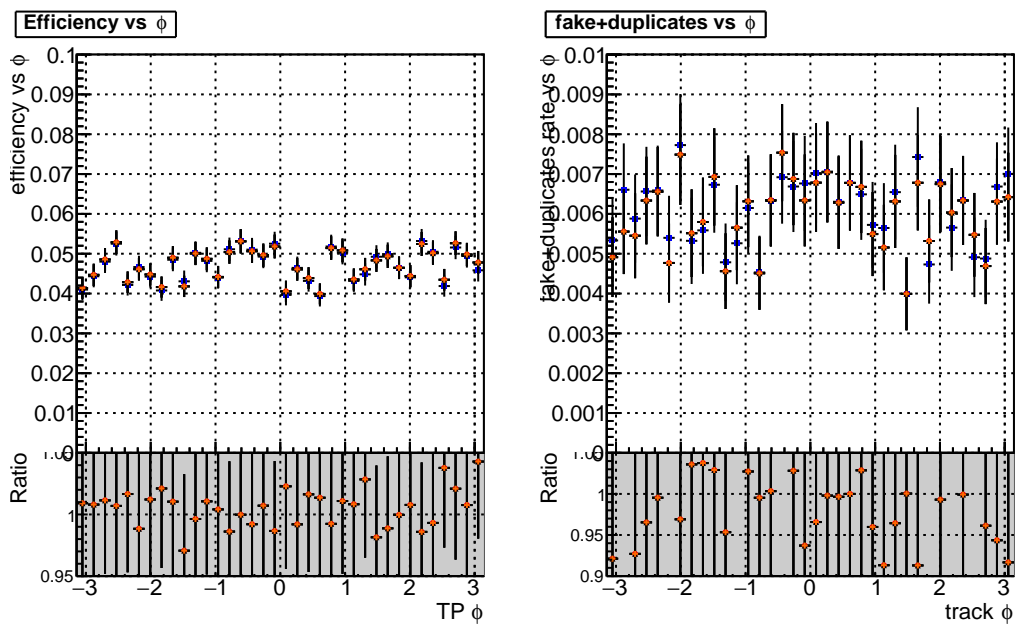 Efficiency vs ϕ
efficiency vs ϕ
0.1
0.09
0.08
0.07
0.06
0.05
0.04
0.03
0.02
0.01
0
Ratio
1
0.95
−3 −2 −1 0 1 2 3
TP ϕ
fake+duplicates vs ϕ
fake+duplicates rate vs ϕ
0.01
0.009
0.008
0.007
0.006
0.005
0.004
0.003
0.002
0.001
0
Ratio
1
0.95
0.9
−3 −2 −1 0 1 2 3
track ϕ